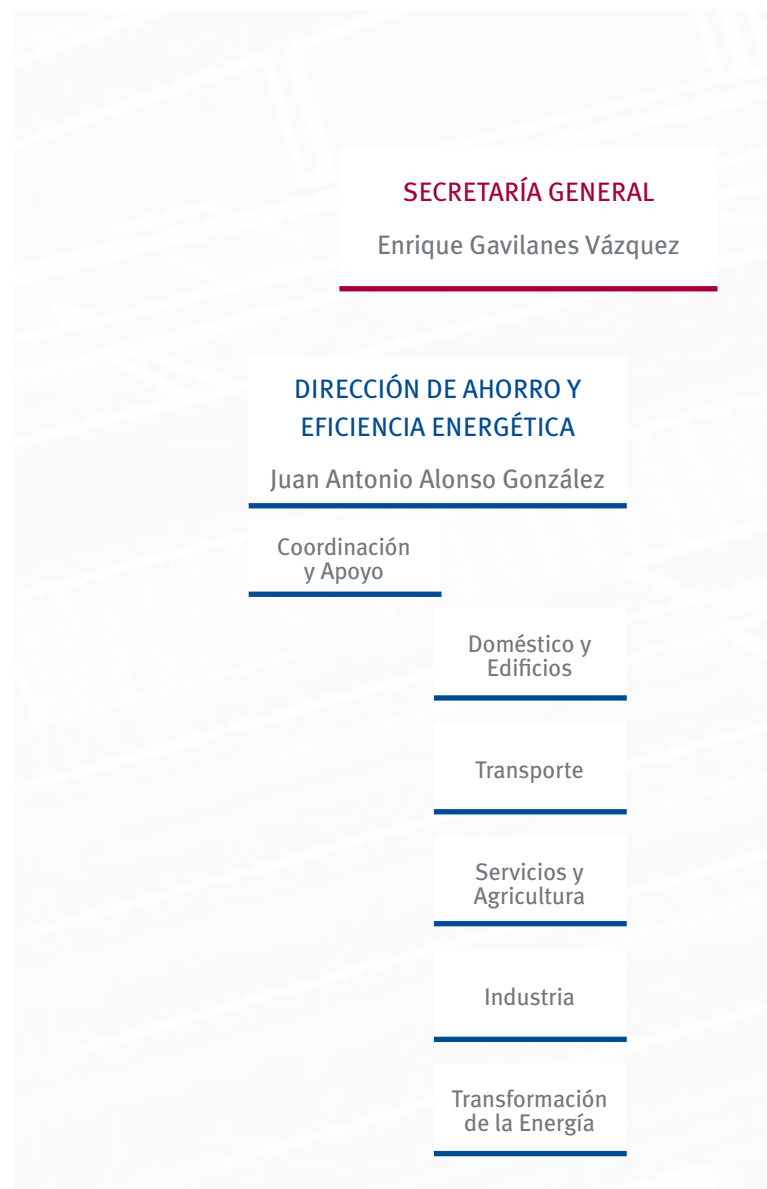 SECRETARÍA GENERAL
Enrique Gavilanes Vázquez
DIRECCIÓN DE AHORRO Y
EFICIENCIA ENERGÉTICA
Juan Antonio Alonso González
Coordinación
y Apoyo
Doméstico y
Edificios
Transporte
Servicios y
Agricultura
Industria
Transformación
de la Energía